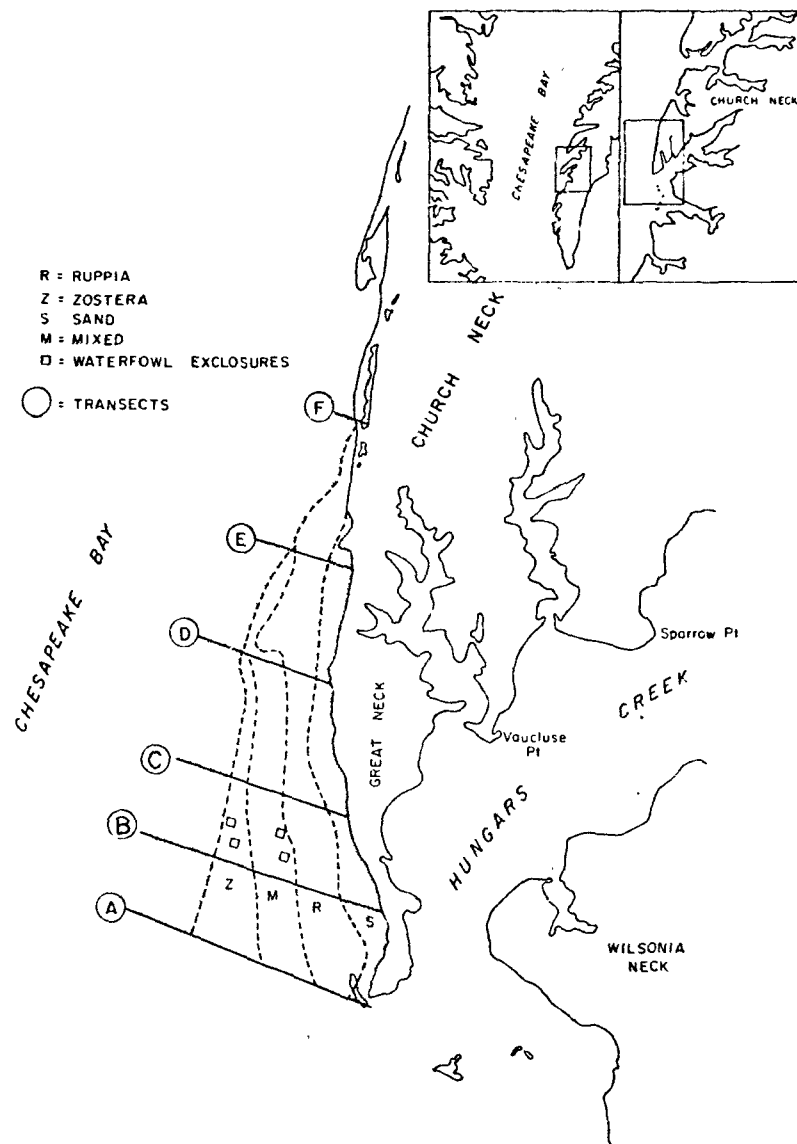 CHESAPEAKE BAY
CHURCH NECK
R = RUPPIA
Z = ZOSTERA
S SAND
M = MIXED
= WATERFOWL EXCLOSURES
= TRANSECTS
CHURCH NECK
F
E
D
C
B
A
CHESAPEAKE BAY
Sparrow Pt
CREEK
Vaucluse
Pt
GREAT NECK
HUNGARS
Z
M
R
S
WILSONIA
NECK